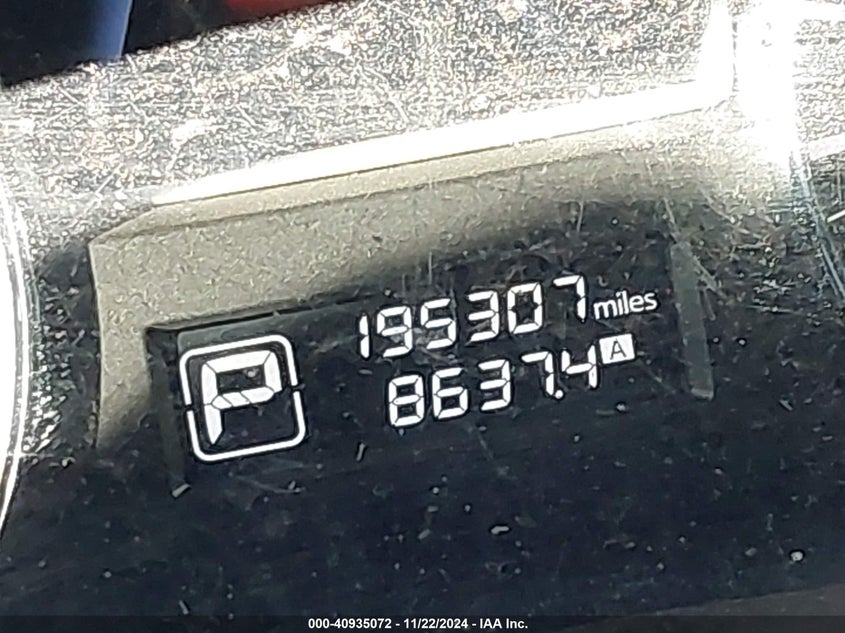 195307 miles
P
8637.4 A
000-40935072 - 11/22/2024 - IAA Inc.